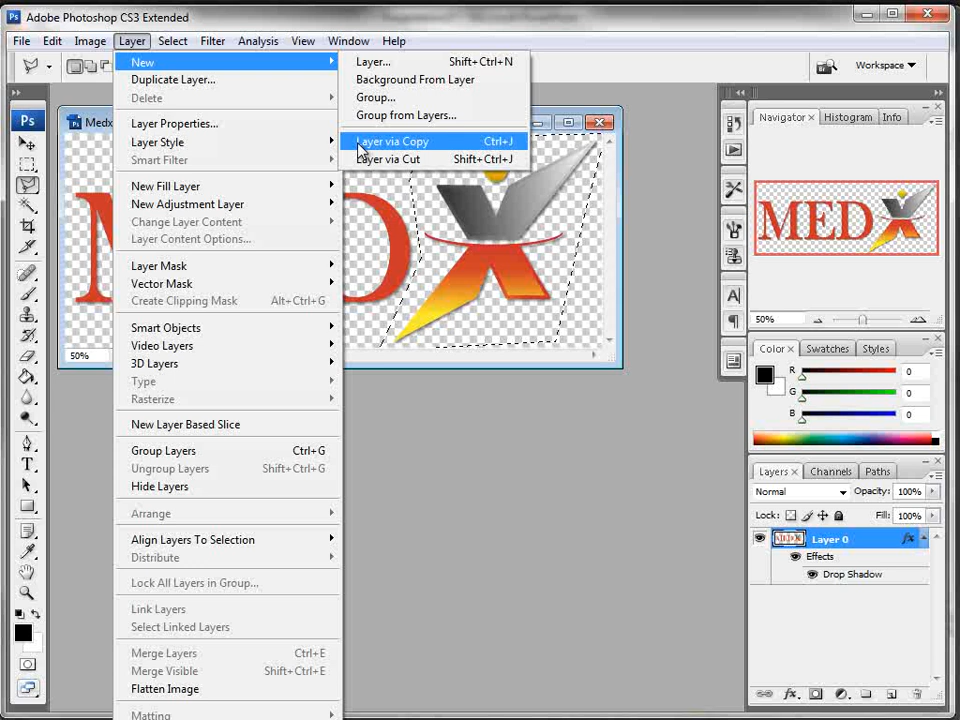 Ps Adobe Photoshop CS3 Extended
File Edit Image Layer Select Filter Analysis View Window Help
Workspace
New
Duplicate Layer...
Delete
Layer Properties...
Layer Style
Smart Filter
New Fill Layer
New Adjustment Layer
Change Layer Content
Layer Content Options...
Layer Mask
Vector Mask
Create Clipping Mask Alt+Ctrl+G
Smart Objects
Video Layers
3D Layers
Type
Rasterize
New Layer Based Slice
Group Layers Ctrl+G
Ungroup Layers Shift+Ctrl+G
Hide Layers
Arrange
Align Layers To Selection
Distribute
Lock All Layers in Group...
Link Layers
Select Linked Layers
Merge Layers Ctrl+E
Merge Visible Shift+Ctrl+E
Flatten Image
Matting
Layer... Shift+Ctrl+N
Background From Layer
Group...
Group from Layers...
Layer via Copy Ctrl+J
Layer via Cut Shift+Ctrl+J
Ps
Medx
50%
Navigator Histogram Info
MEDX
50%
Color Swatches Styles
R 0
G 0
B 0
Layers Channels Paths
Normal Opacity: 100%
Lock: Fill: 100%
Layer 0 fx
Effects
Drop Shadow